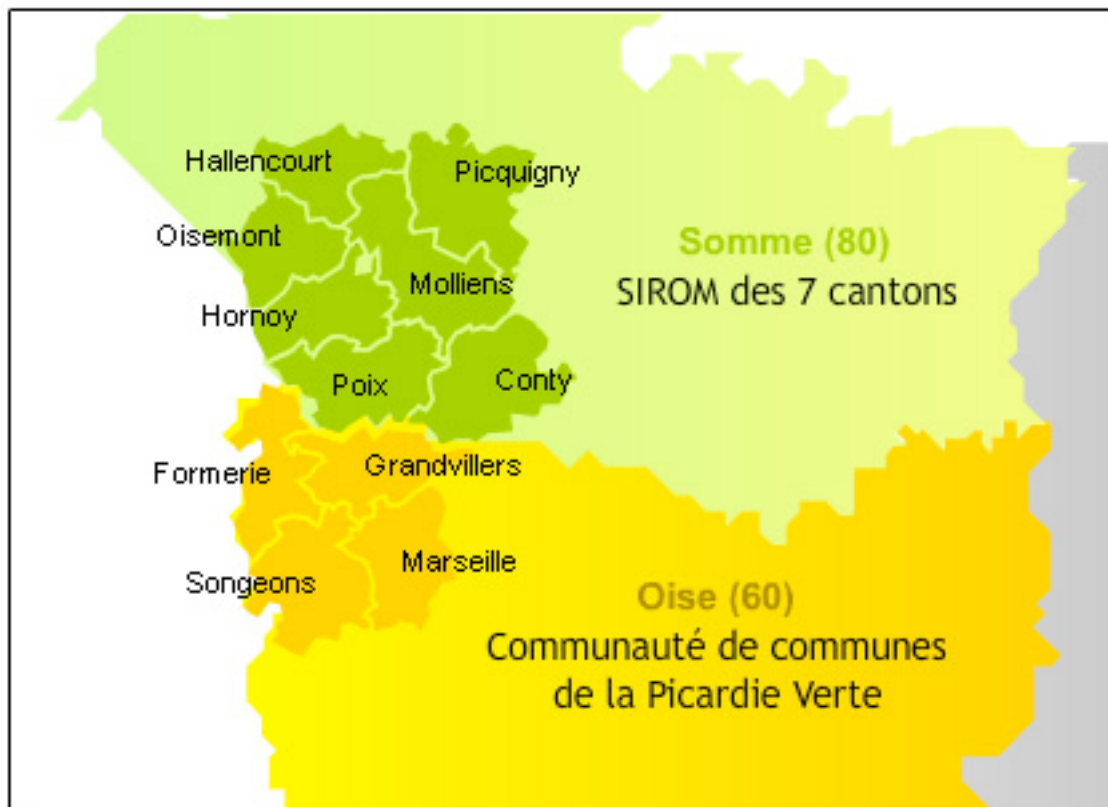 Hallencourt
Picquigny
Oisemont
Somme (80)
SIROM des 7 cantons
Molliens
Hornoy
Poix
Conty
Formerie
Grandvillers
Marseille
Songeons
Oise (60)
Communauté de communes
de la Picardie Verte